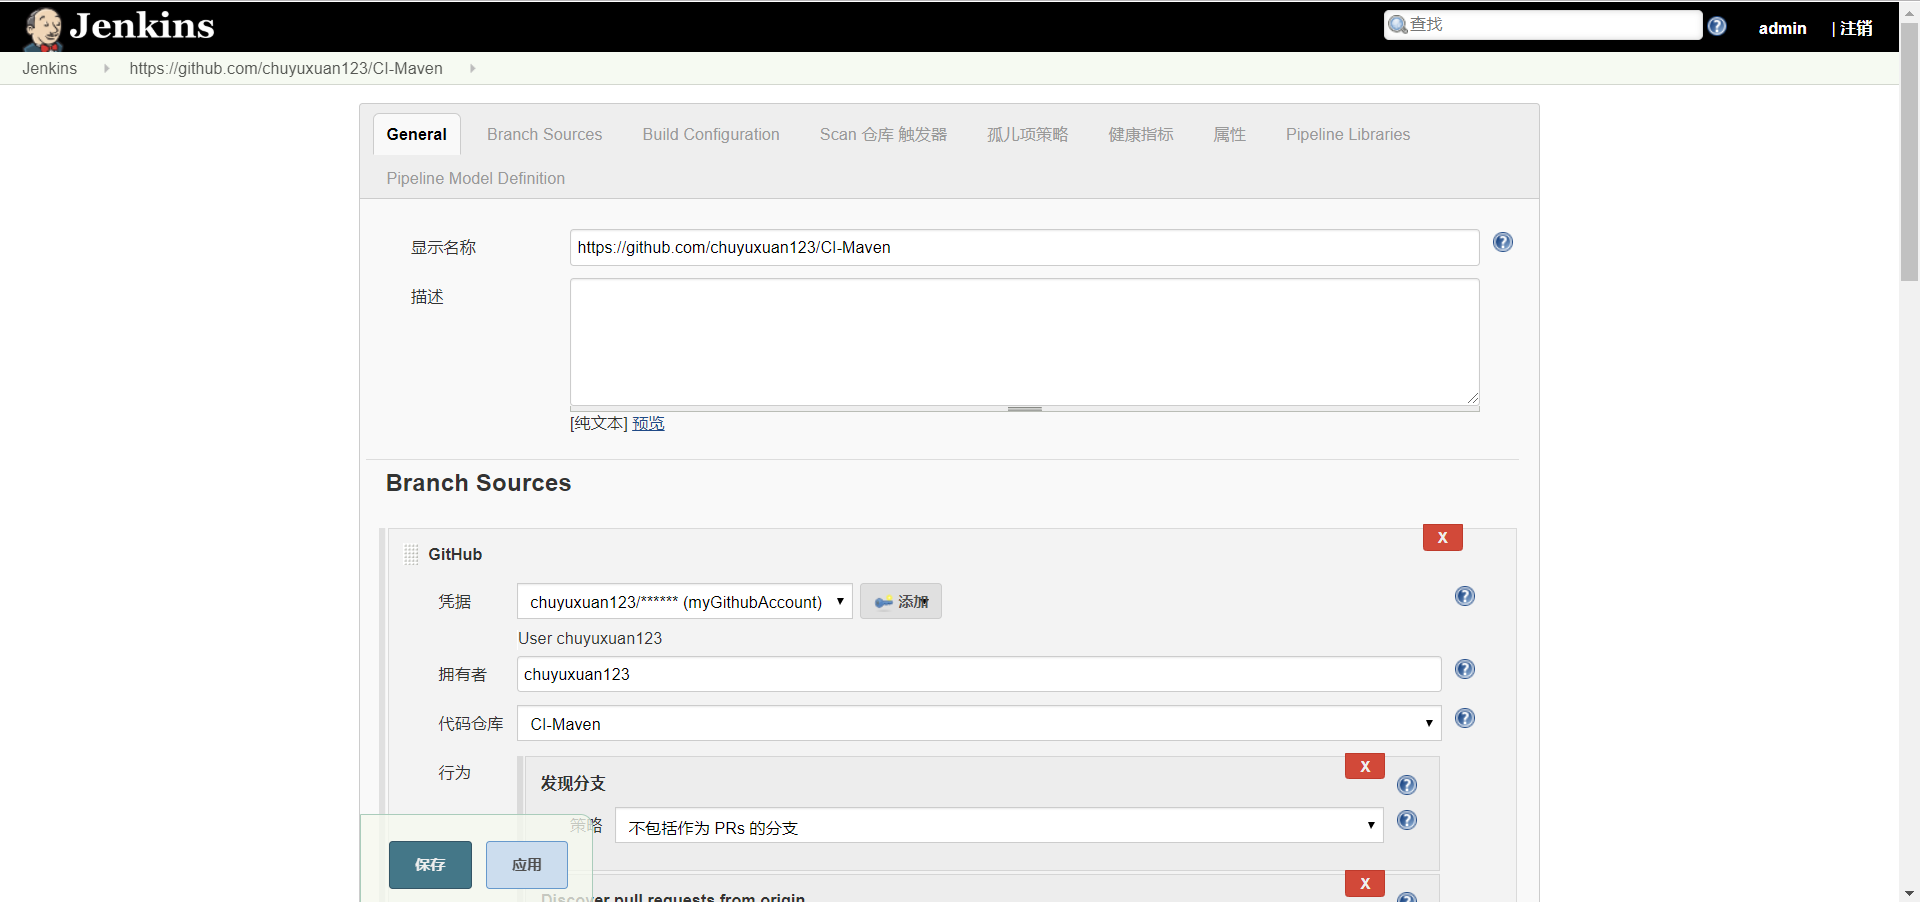 Jenkins
查找
admin
| 注销
Jenkins
https://github.com/chuyuxuan123/CI-Maven
General
Branch Sources
Build Configuration
Scan 仓库 触发器
孤儿项策略
健康指标
属性
Pipeline Libraries
Pipeline Model Definition
显示名称
https://github.com/chuyuxuan123/CI-Maven
描述
[纯文本] 预览
Branch Sources
X
GitHub
凭据
chuyuxuan123/****** (myGithubAccount)
添加
User chuyuxuan123
拥有者
chuyuxuan123
代码仓库
CI-Maven
行为
X
发现分支
策略
不包括作为 PRs 的分支
保存
应用
X
Discover pull requests from origin